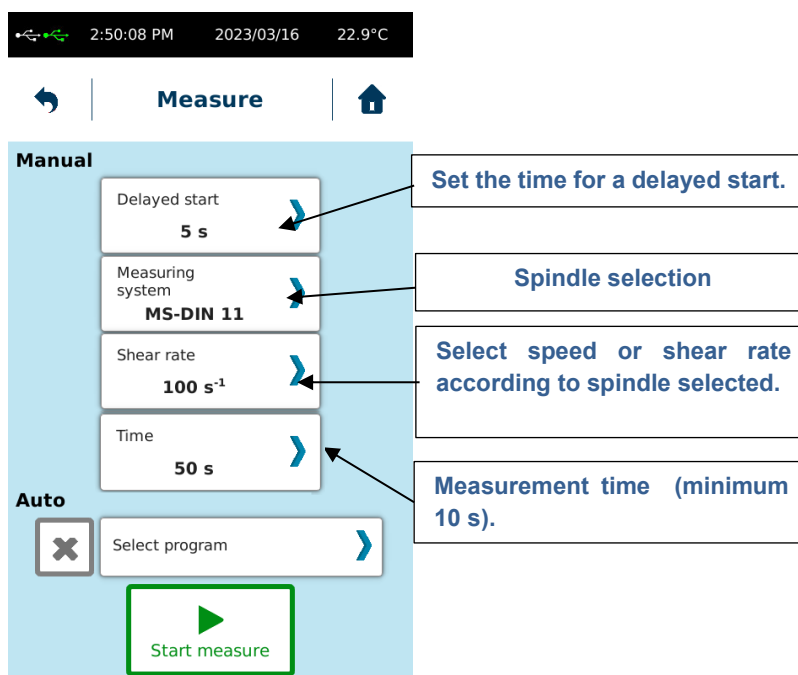 2:50:08 PM 2023/03/16 22.9°C
Measure
Manual
Delayed start
5 s
Set the time for a delayed start.
Measuring
system
MS-DIN 11
Spindle selection
Shear rate
100 s⁻¹
Select speed or shear rate
according to spindle selected.
Time
50 s
Measurement time (minimum
10 s).
Auto
Select program
Start measure